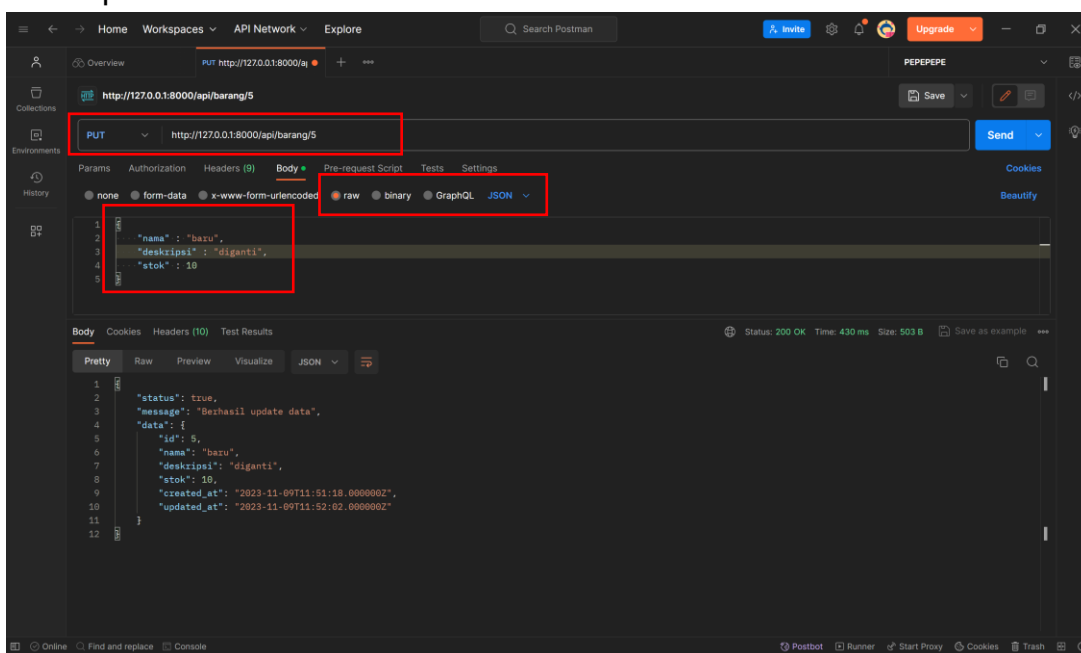 Home Workspaces API Network Explore Search Postman Invite Upgrade
Overview PUT http://127.0.0.1:8000/a PEPEPEPE
Collections
http://127.0.0.1:8000/api/barang/5 Save
Environments
PUT http://127.0.0.1:8000/api/barang/5 Send
History
Params Authorization Headers (9) Body Pre-request Script Tests Settings Cookies
none form-data x-www-form-urlencoded raw binary GraphQL JSON Beautify
1 {
2 "nama" : "baru",
3 "deskripsi" : "diganti",
4 "stok" : 10
5 }
Body Cookies Headers (10) Test Results Status: 200 OK Time: 430 ms Size: 503 B Save as example
Pretty Raw Preview Visualize JSON
1 {
2 "status": true,
3 "message": "Berhasil update data",
4 "data": {
5 "id": 5,
6 "nama": "baru",
7 "deskripsi": "diganti",
8 "stok": 10,
9 "created_at": "2023-11-09T11:51:18.000000Z",
10 "updated_at": "2023-11-09T11:52:02.000000Z"
11 }
12 }
Online Find and replace Console Postbot Runner Start Proxy Cookies Trash